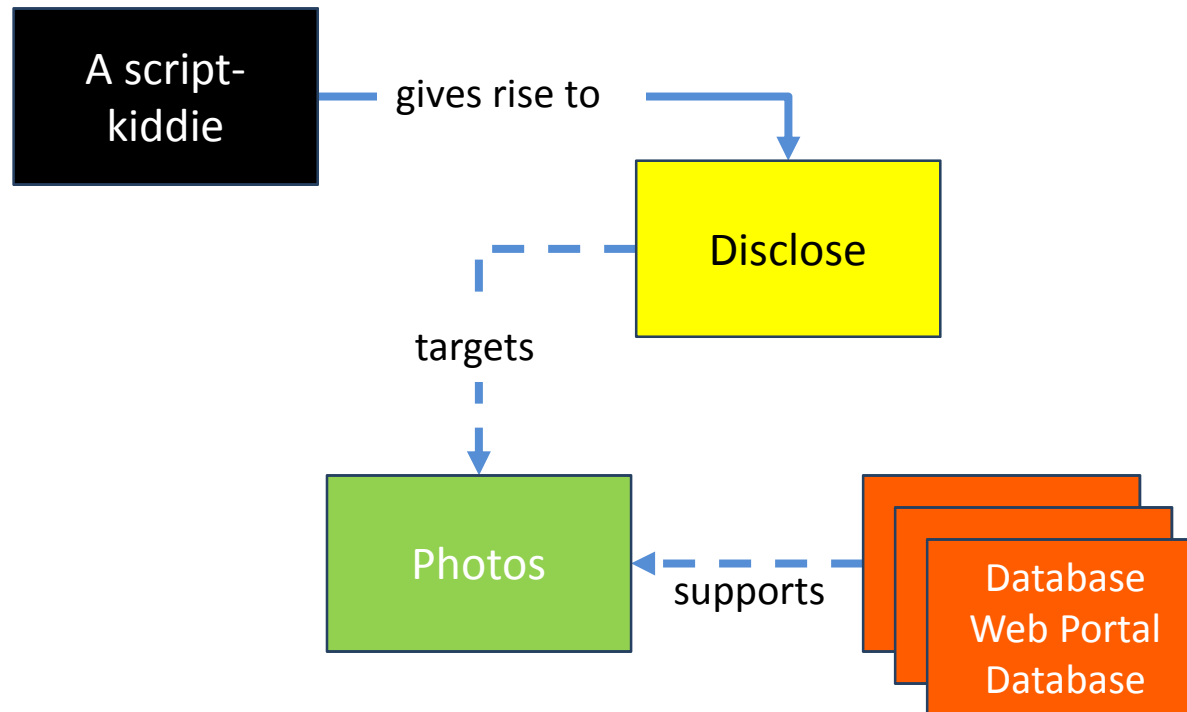 A script-
kiddie
gives rise to
Disclose
targets
Photos
supports
Database
Web Portal
Database